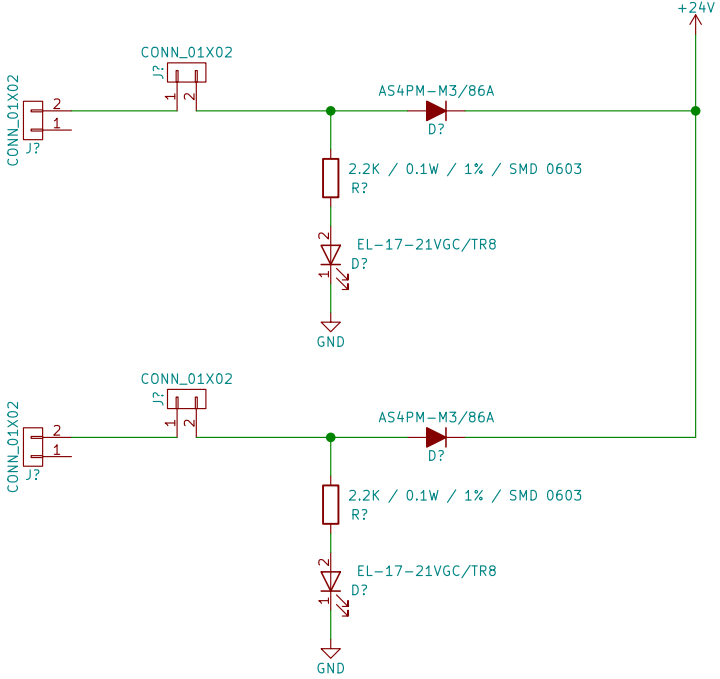 +24V
CONN_01X02
J?
1
2
CONN_01X02
2
1
J?
AS4PM-M3/86A
D?
2.2K / 0.1W / 1% / SMD 0603
R?
2
EL-17-21VGC/TR8
D?
1
GND
CONN_01X02
J?
1
2
CONN_01X02
2
1
J?
AS4PM-M3/86A
D?
2.2K / 0.1W / 1% / SMD 0603
R?
2
EL-17-21VGC/TR8
D?
1
GND